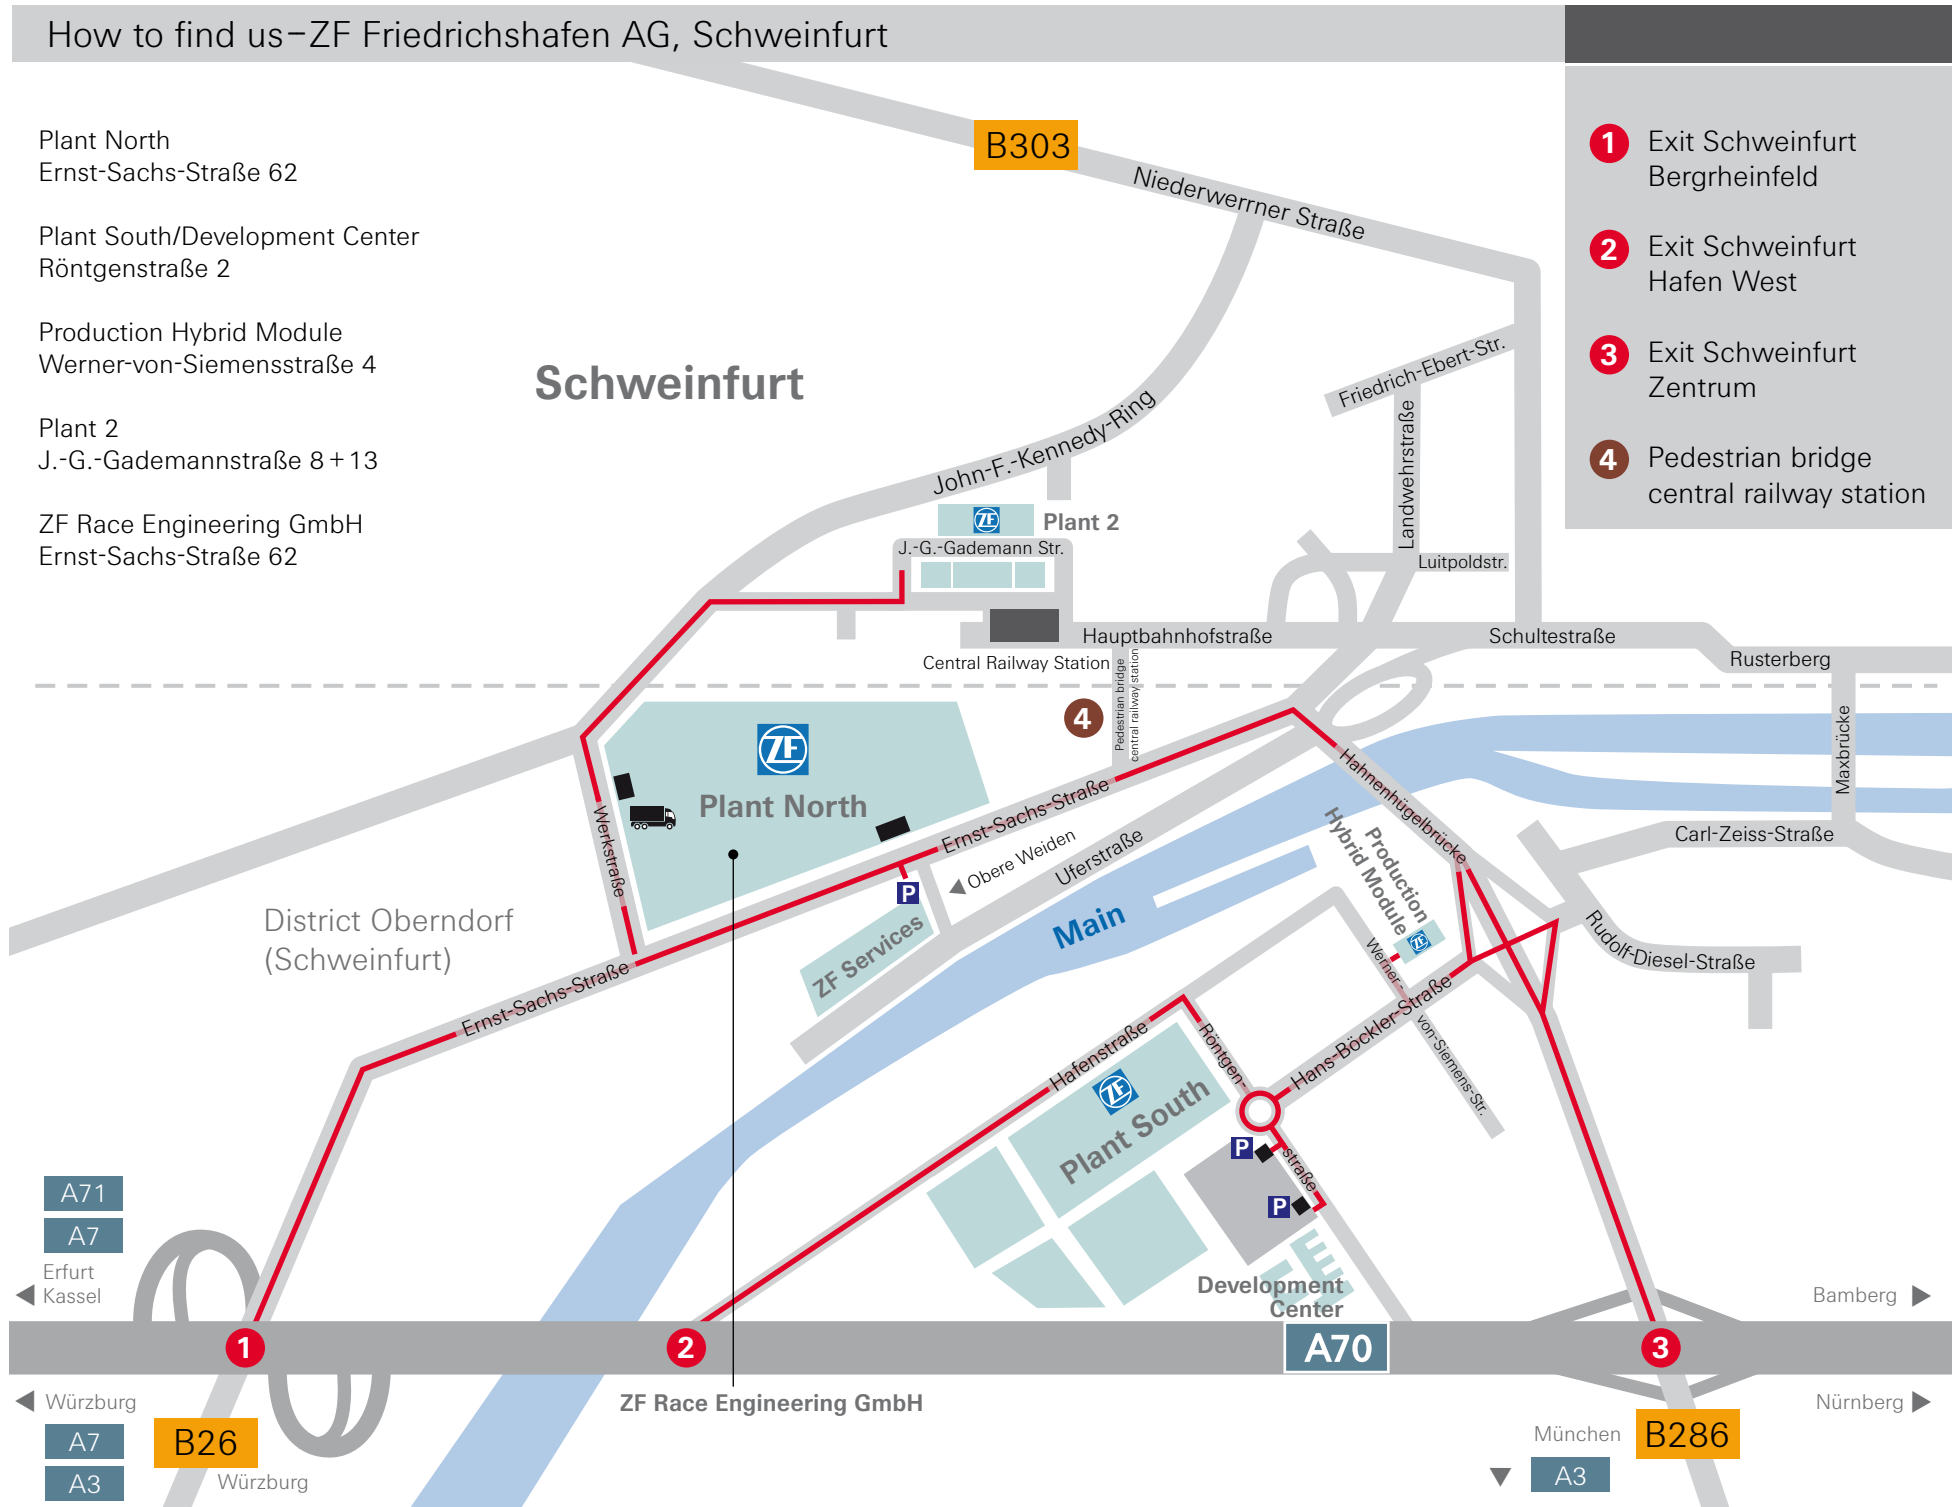 How to find us–ZF Friedrichshafen AG, Schweinfurt
Plant North
Ernst-Sachs-Straße 62
Plant South/Development Center
Röntgenstraße 2
Production Hybrid Module
Werner-von-Siemensstraße 4
Plant 2
J.-G.-Gademannstraße 8+13
ZF Race Engineering GmbH
Ernst-Sachs-Straße 62
1 Exit Schweinfurt
Bergrheinfeld
2 Exit Schweinfurt
Hafen West
3 Exit Schweinfurt
Zentrum
4 Pedestrian bridge
central railway station
B303
Niederwerrner Straße
Schweinfurt
Friedrich-Ebert-Str.
Landwehrstraße
John-F.-Kennedy-Ring
ZF
Plant 2
J.-G.-Gademann Str.
Luitpoldstr.
Hauptbahnhofstraße
Schultestraße
Rusterberg
Central Railway Station
Pedestrian bridge
central railway station
4
Maxbrücke
ZF
Plant North
Werkstraße
Ernst-Sachs-Straße
Obere Weiden
Uferstraße
Hahnenhügelbrücke
Production
Hybrid Module
ZF
Carl-Zeiss-Straße
P
ZF Services
Main
Rudolf-Diesel-Straße
District Oberndorf
(Schweinfurt)
Ernst-Sachs-Straße
Werner-
von-Siemens-Str.
Hans-Böckler-Straße
Hafenstraße
Röntgen-
straße
ZF
Plant South
P
P
Development
Center
A71
A7
Erfurt
Kassel
Bamberg
1
2
A70
3
Würzburg
A7
A3
B26
Würzburg
ZF Race Engineering GmbH
Nürnberg
München
B286
A3